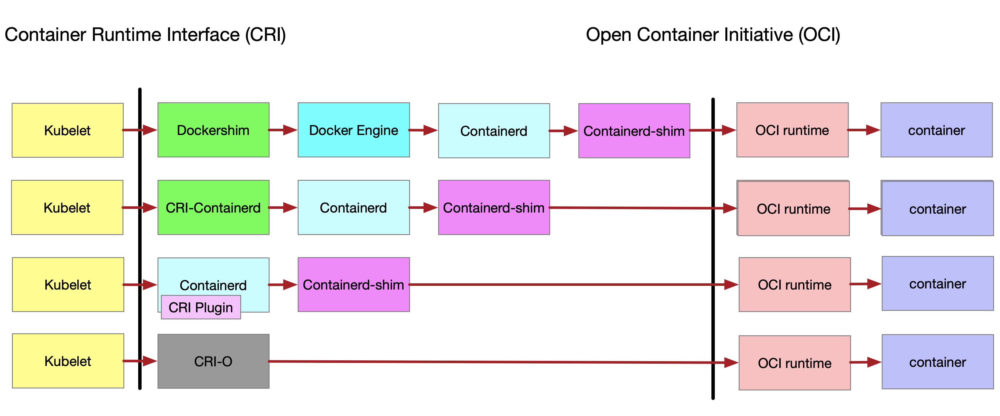 Container Runtime Interface (CRI)
Open Container Initiative (OCI)
Kubelet
Dockershim
Docker Engine
Containerd
Containerd-shim
OCI runtime
container
Kubelet
CRI-Containerd
Containerd
Containerd-shim
OCI runtime
container
Kubelet
Containerd
CRI Plugin
Containerd-shim
OCI runtime
container
Kubelet
CRI-O
OCI runtime
container